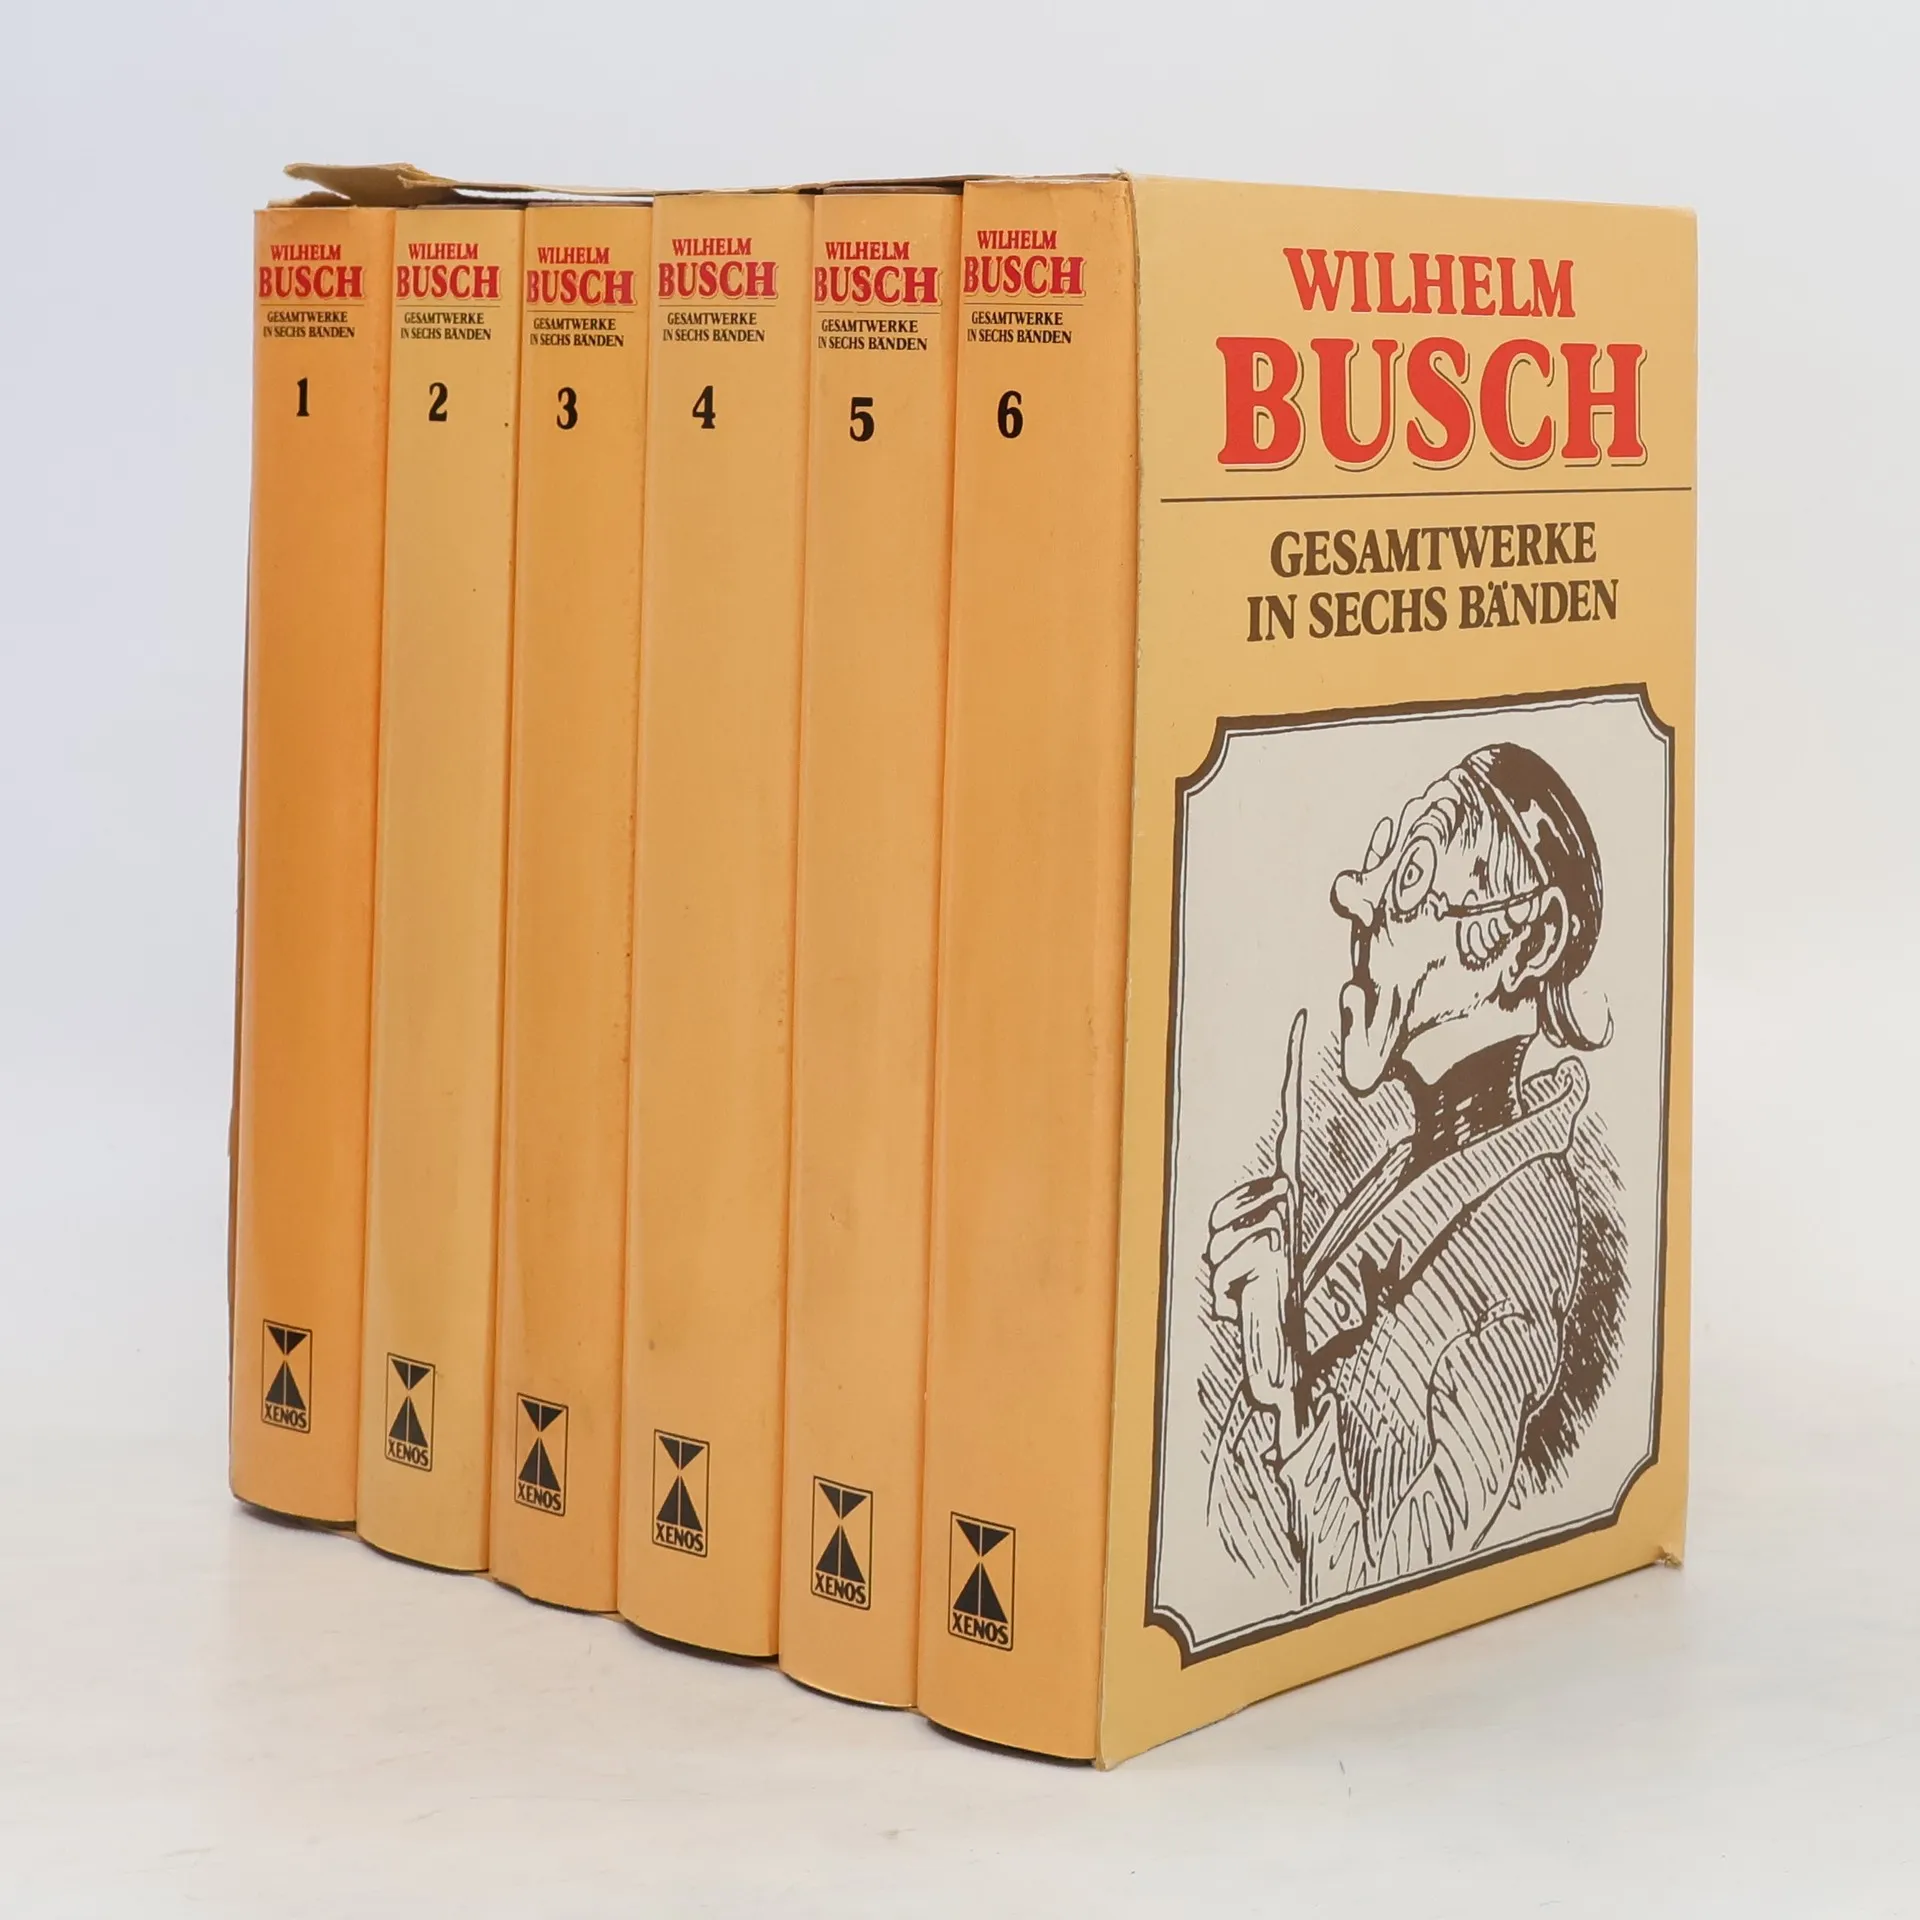 WILHELM
BUSCH
GESAMTWERKE
IN SECHS BÄNDEN
1
XENOS
WILHELM
BUSCH
GESAMTWERKE
IN SECHS BÄNDEN
2
XENOS
WILHELM
BUSCH
GESAMTWERKE
IN SECHS BÄNDEN
3
XENOS
WILHELM
BUSCH
GESAMTWERKE
IN SECHS BÄNDEN
4
XENOS
WILHELM
BUSCH
GESAMTWERKE
IN SECHS BÄNDEN
5
XENOS
WILHELM
BUSCH
GESAMTWERKE
IN SECHS BÄNDEN
6
XENOS
WILHELM
BUSCH
GESAMTWERKE
IN SECHS BÄNDEN